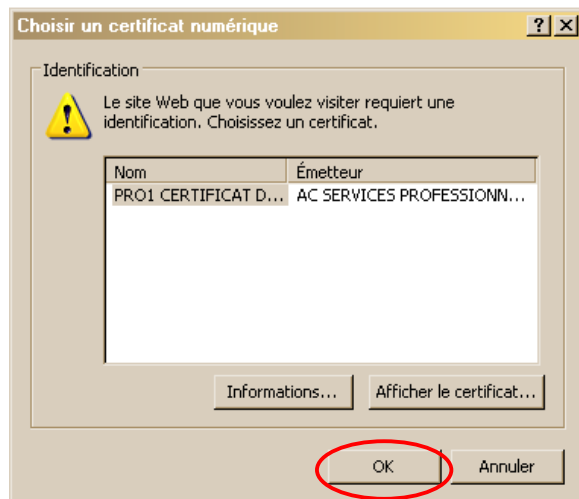 Choisir un certificat numérique
Identification
Le site Web que vous voulez visiter requiert une
identification. Choisissez un certificat.
Nom Émetteur
PRO1 CERTIFICAT D... AC SERVICES PROFESSIONN...
Informations... Afficher le certificat...
OK Annuler